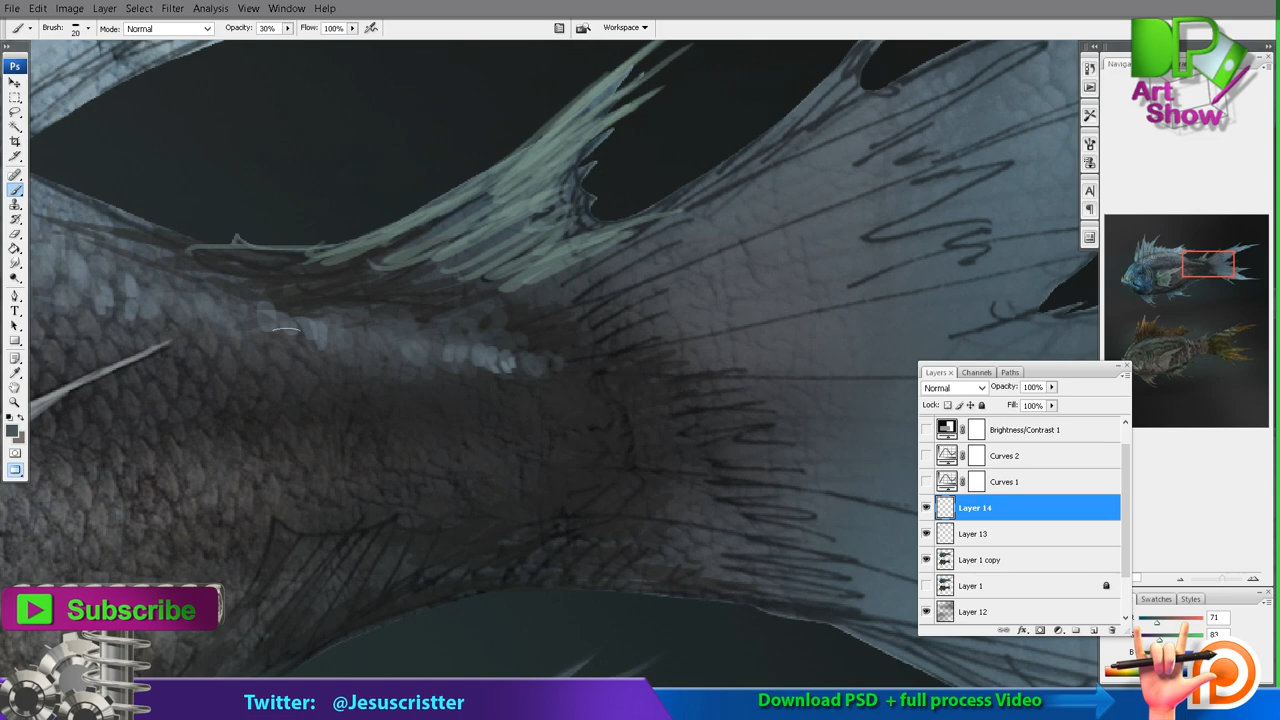 File Edit Image Layer Select Filter Analysis View Window Help
Brush: 20 Mode: Normal Opacity: 30% Flow: 100% Workspace
Ps
DP
Art
Show
A
T
Layers Channels Paths
Normal Opacity: 100%
Lock: Fill: 100%
Brightness/Contrast 1
Curves 2
Curves 1
Layer 14
Layer 13
Layer 1 copy
Layer 1
Layer 12
Swatches Styles
71
83
Subscribe
Twitter: @Jesuscristter
Download PSD + full process Video